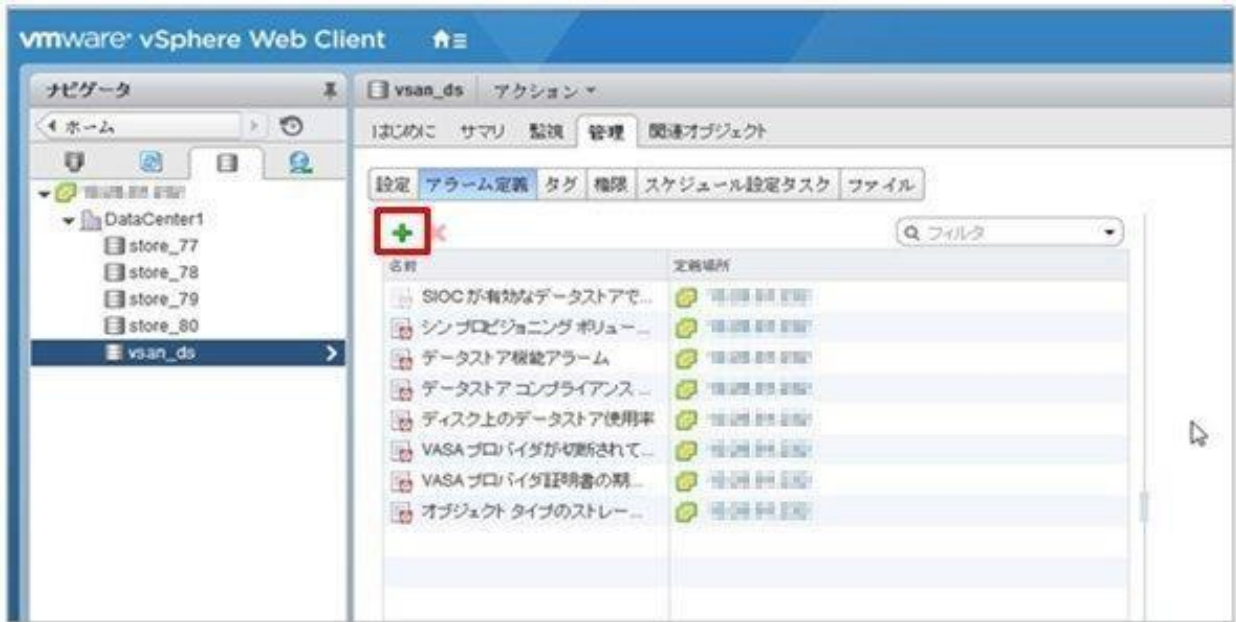 vmware vSphere Web Client
ナビゲータ
ホーム
DataCenter1
store_77
store_78
store_79
store_80
vsan_ds
vsan_ds アクション
はじめに サマリ 監視 管理 関連オブジェクト
設定 アラーム定義 タグ 権限 スケジュール設定タスク ファイル
フィルタ
名前 定義場所
SIOC が有効なデータストアで...
シン プロビジョニング ボリュー...
データストア機能アラーム
データストア コンプライアンス ...
ディスク上のデータストア使用率
VASA プロバイダが切断されて...
VASA プロバイダ証明書の期...
オブジェクト タイプのストレー...